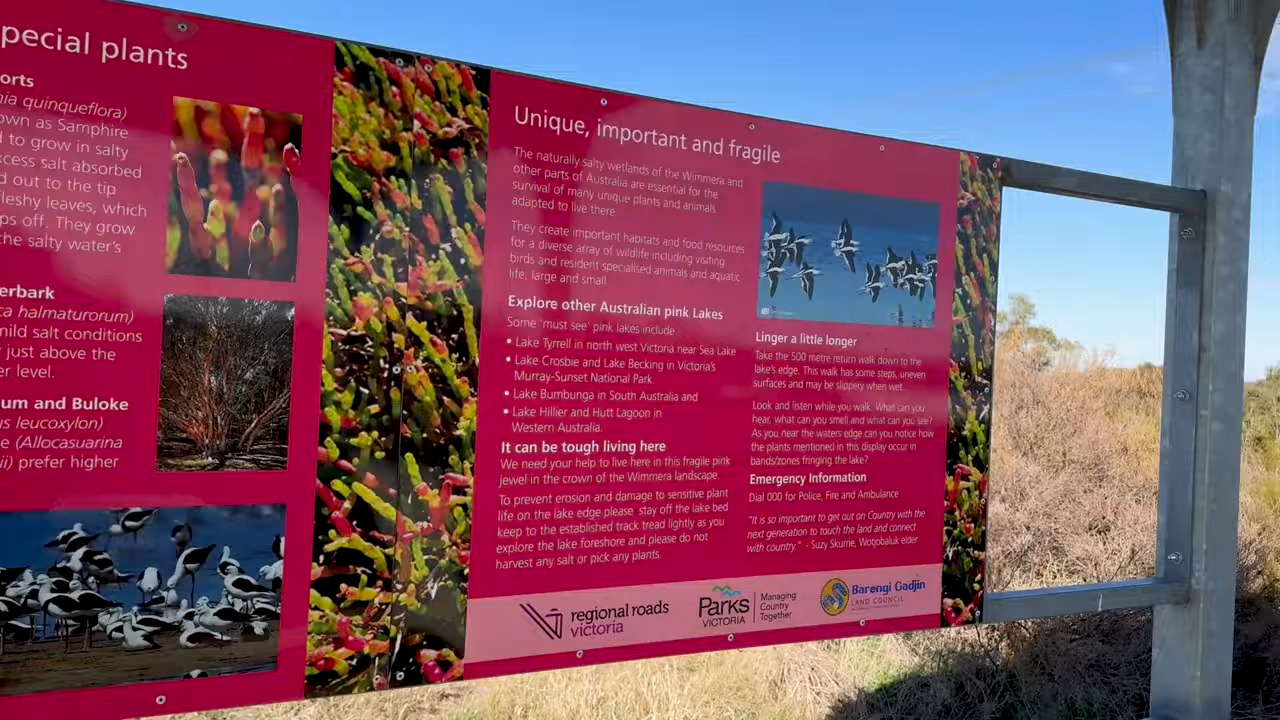 pecial plants
orts
ia quinqueflora)
own as Samphire
d to grow in salty
xcess salt absorbed
d out to the tip
fleshy leaves, which
ps off. They grow
the salty water's
erbark
ca halmaturorum)
mild salt conditions
just above the
er level.
um and Buloke
us leucoxylon)
e (Allocasuarina
ii) prefer higher
Unique, important and fragile
The naturally salty wetlands of the Wimmera and
other parts of Australia are essential for the
survival of many unique plants and animals
adapted to live there
They create important habitats and food resources
for a diverse array of wildlife including visiting
birds and resident specialised animals and aquatic
life, large and small
Explore other Australian pink Lakes
Some 'must see' pink lakes include
• Lake Tyrrell in north west Victoria near Sea Lake
• Lake Crosbie and Lake Becking in Victoria's
Murray-Sunset National Park.
• Lake Bumbunga in South Australia and
• Lake Hillier and Hutt Lagoon in
Western Australia.
It can be tough living here
We need your help to live here in this fragile pink
jewel in the crown of the Wimmera landscape.
To prevent erosion and damage to sensitive plant
life on the lake edge please stay off the lake bed
keep to the established track tread lightly as you
explore the lake foreshore and please do not
harvest any salt or pick any plants.
Linger a little longer
Take the 500 metre return walk down to the
lake's edge. This walk has some steps, uneven
surfaces and may be slippery when wet.
Look and listen while you walk. What can you
hear, what can you smell and what can you see?
As you near the waters edge can you notice how
the plants mentioned in this display occur in
bands/zones fringing the lake?
Emergency Information
Dial 000 for Police, Fire and Ambulance
"It is so important to get out on Country with the
next generation to touch the land and connect
with country." - Suzy Skurrie, Wotjobaluk elder
regional roads
victoria
Parks
VICTORIA
Managing
Country
Together
Barengi Gadjin
LAND COUNCIL